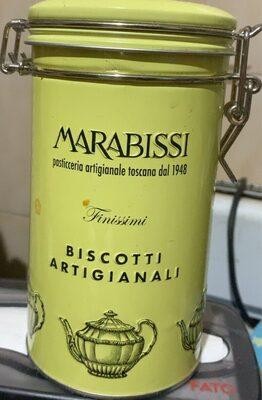 MARABISSI
pasticceria artigianale toscana dal 1948
Finissimi
BISCOTTI
ARTIGIANALI